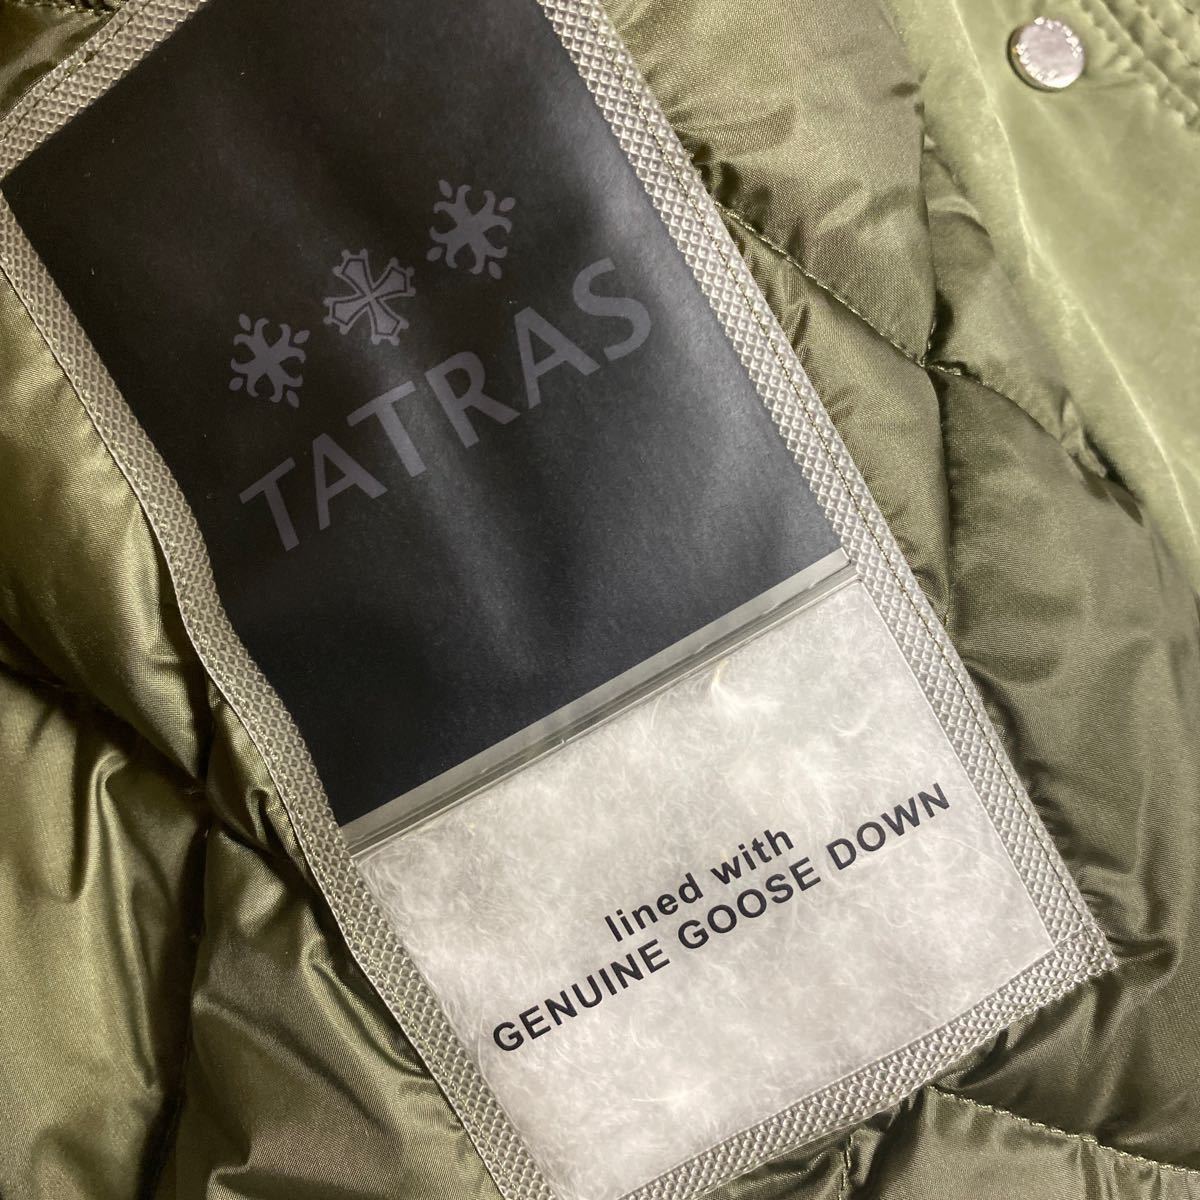 TATRAS
lined with
GENUINE GOOSE DOWN